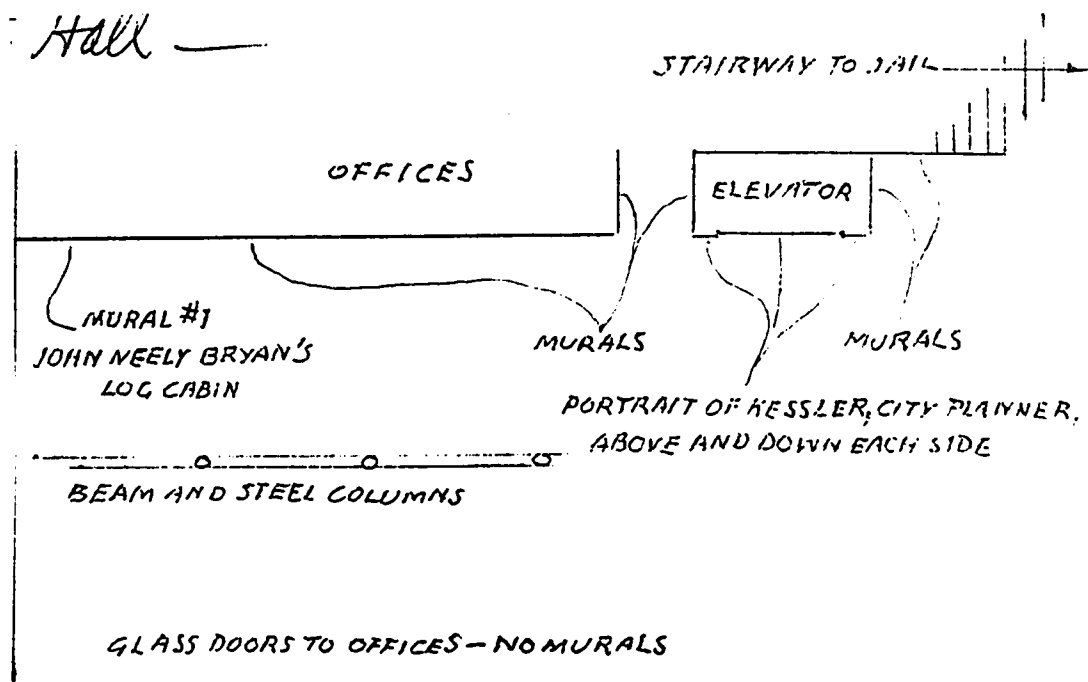 Hall —
STAIRWAY TO JAIL
OFFICES
ELEVATOR
MURAL #1
JOHN NEELY BRYAN'S
LOG CABIN
MURALS
MURALS
PORTRAIT OF KESSLER, CITY PLANNER,
ABOVE AND DOWN EACH SIDE
BEAM AND STEEL COLUMNS
GLASS DOORS TO OFFICES — NO MURALS